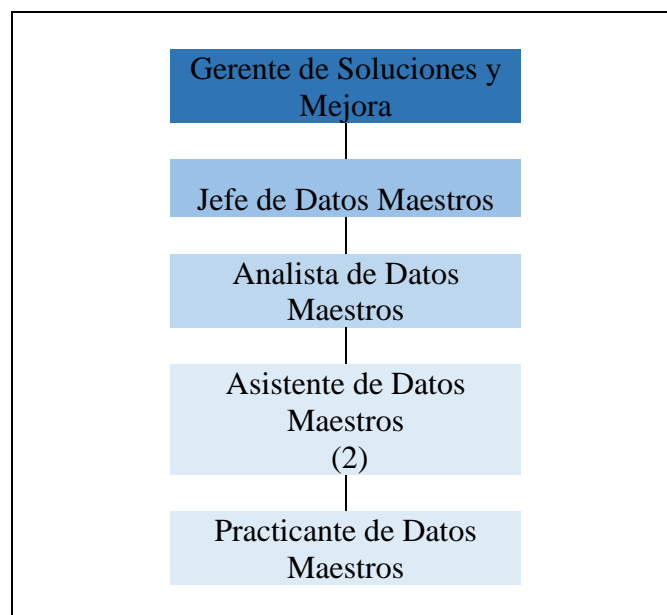 Gerente de Soluciones y
Mejora
Jefe de Datos Maestros
Analista de Datos
Maestros
Asistente de Datos
Maestros
(2)
Practicante de Datos
Maestros